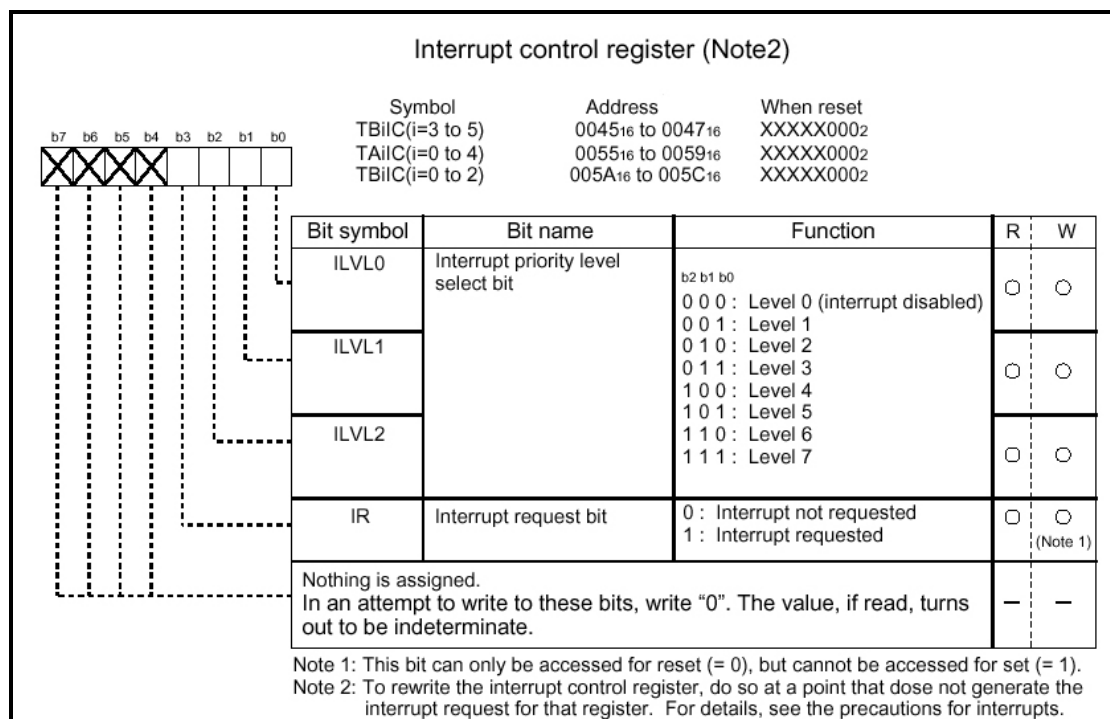 Interrupt control register (Note2)
Symbol Address When reset
TBiIC(i=3 to 5) 004516 to 004716 XXXXX0002
TAiIC(i=0 to 4) 005516 to 005916 XXXXX0002
TBiIC(i=0 to 2) 005A16 to 005C16 XXXXX0002
b7 b6 b5 b4 b3 b2 b1 b0
Bit symbol Bit name Function R W
ILVL0 Interrupt priority level
select bit
b2 b1 b0
0 0 0 : Level 0 (interrupt disabled)
0 0 1 : Level 1
ILVL1 0 1 0 : Level 2
0 1 1 : Level 3
1 0 0 : Level 4
1 0 1 : Level 5
ILVL2 1 1 0 : Level 6
1 1 1 : Level 7
IR Interrupt request bit 0 : Interrupt not requested
1 : Interrupt requested
(Note 1)
Nothing is assigned.
In an attempt to write to these bits, write “0”. The value, if read, turns
out to be indeterminate.
– –
Note 1: This bit can only be accessed for reset (= 0), but cannot be accessed for set (= 1).
Note 2: To rewrite the interrupt control register, do so at a point that dose not generate the
interrupt request for that register. For details, see the precautions for interrupts.